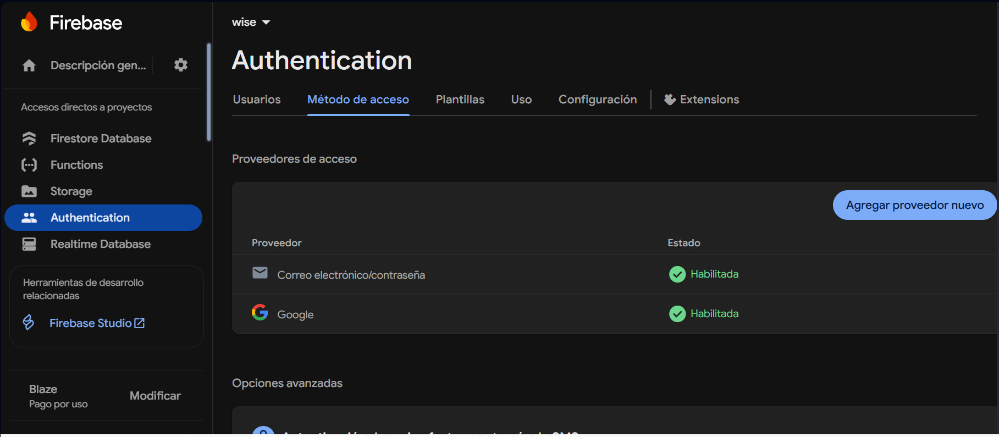 Firebase
Descripción gen...
Accesos directos a proyectos
Firestore Database
Functions
Storage
Authentication
Realtime Database
Herramientas de desarrollo
relacionadas
Firebase Studio
Blaze
Pago por uso
Modificar
wise
Authentication
Usuarios
Método de acceso
Plantillas
Uso
Configuración
Extensions
Proveedores de acceso
Agregar proveedor nuevo
Proveedor
Estado
Correo electrónico/contraseña
Habilitada
Google
Habilitada
Opciones avanzadas